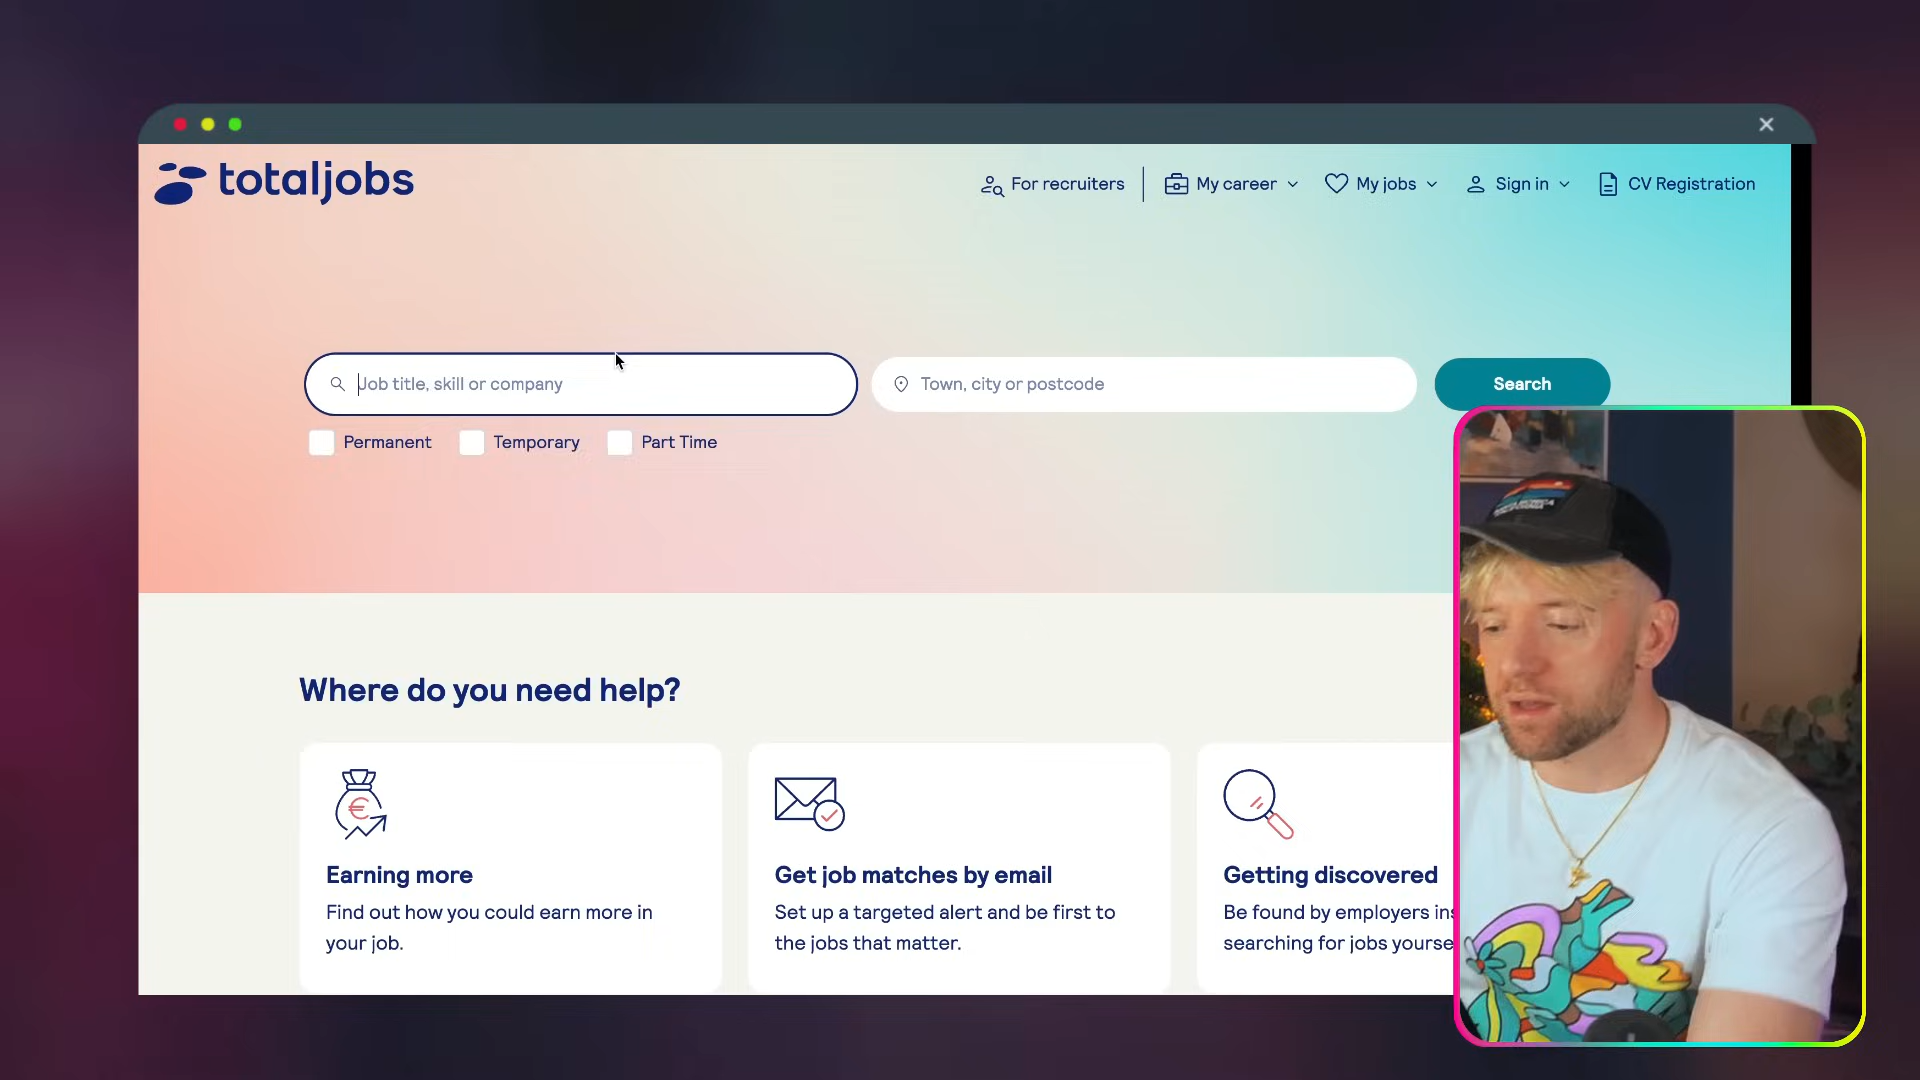 totaljobs
For recruiters
My career
My jobs
Sign in
CV Registration
Job title, skill or company
Town, city or postcode
Search
Permanent
Temporary
Part Time
Where do you need help?
Earning more
Find out how you could earn more in
your job.
Get job matches by email
Set up a targeted alert and be first to
the jobs that matter.
Getting discovered
Be found by employers
searching for jobs